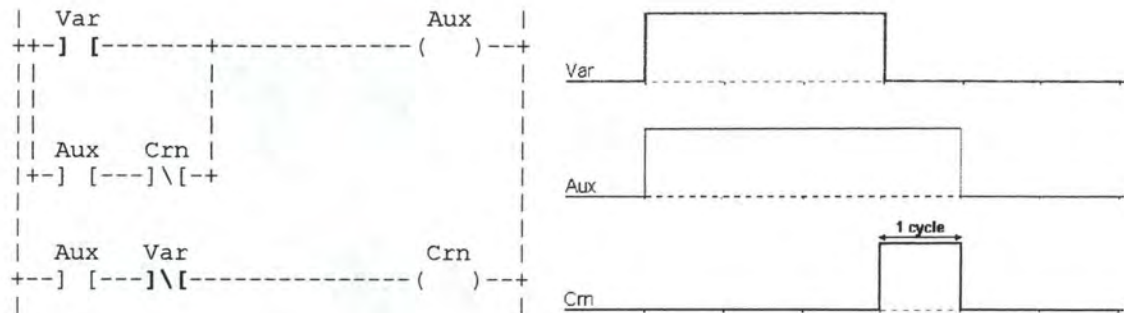 Var Aux
++-] [-------+-------------( )--+
|| | |
|| | |
|| Aux Crn | |
|+-] [---]\[-+ |
| |
| Aux Var Crn |
+--] [---]\[---------------( )--+
| |
Var
Aux
1 cycle
Crn